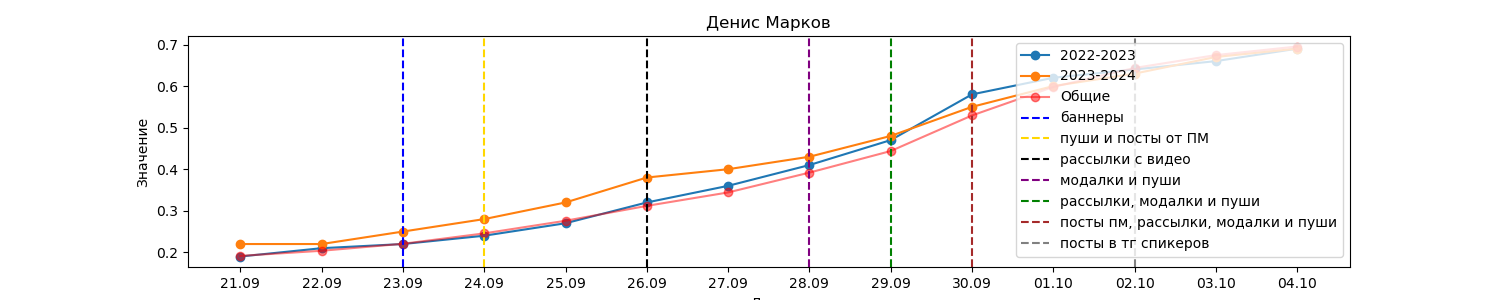 Денис Марков
Значение
0.7
0.6
0.5
0.4
0.3
0.2
21.09 22.09 23.09 24.09 25.09 26.09 27.09 28.09 29.09 30.09 01.10 02.10 03.10 04.10
2022-2023
2023-2024
Общие
баннеры
пуши и посты от ПМ
рассылки с видео
модалки и пуши
рассылки, модалки и пуши
посты пм, рассылки, модалки и пуши
посты в тг спикеров